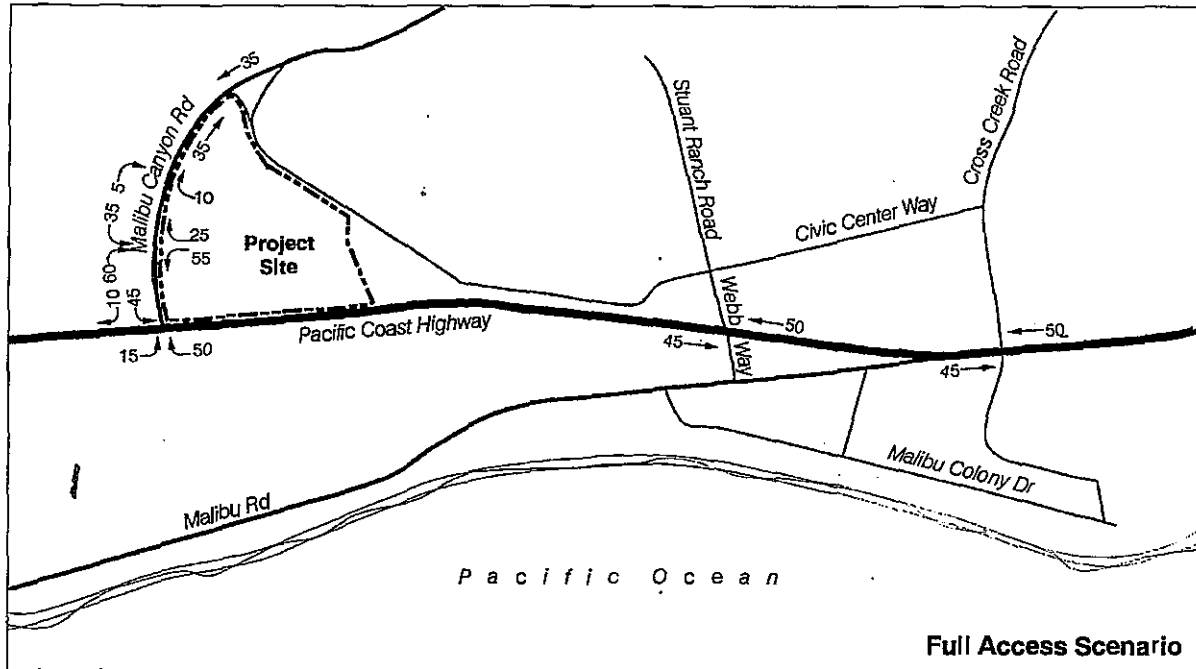 35
Malibu Canyon Rd
35
5
10
35
25
60
55
10
45
Project
Site
15
50
Pacific Coast Highway
Stuant Ranch Road
Cross Creek Road
Civic Center Way
Webb Way
50
45
50
45
Malibu Colony Dr
Malibu Rd
Pacific Ocean
Full Access Scenario